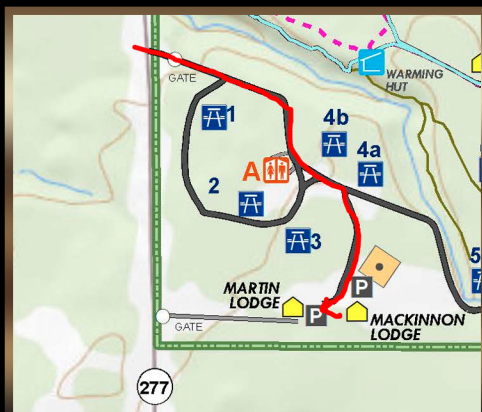 WARMING
HUT
GATE
1
4b
4a
A
2
3
5
MARTIN
LODGE
P
P
MACKINNON
LODGE
GATE
277